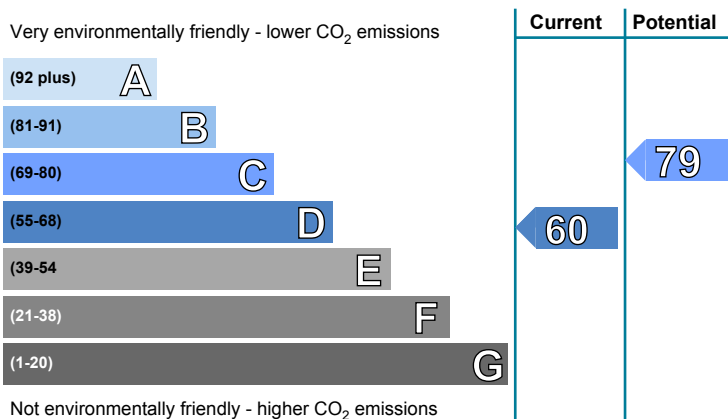 Current Potential
Very environmentally friendly - lower CO2 emissions
(92 plus) A
(81-91) B
(69-80) C 79
(55-68) D 60
(39-54 E
(21-38) F
(1-20) G
Not environmentally friendly - higher CO2 emissions